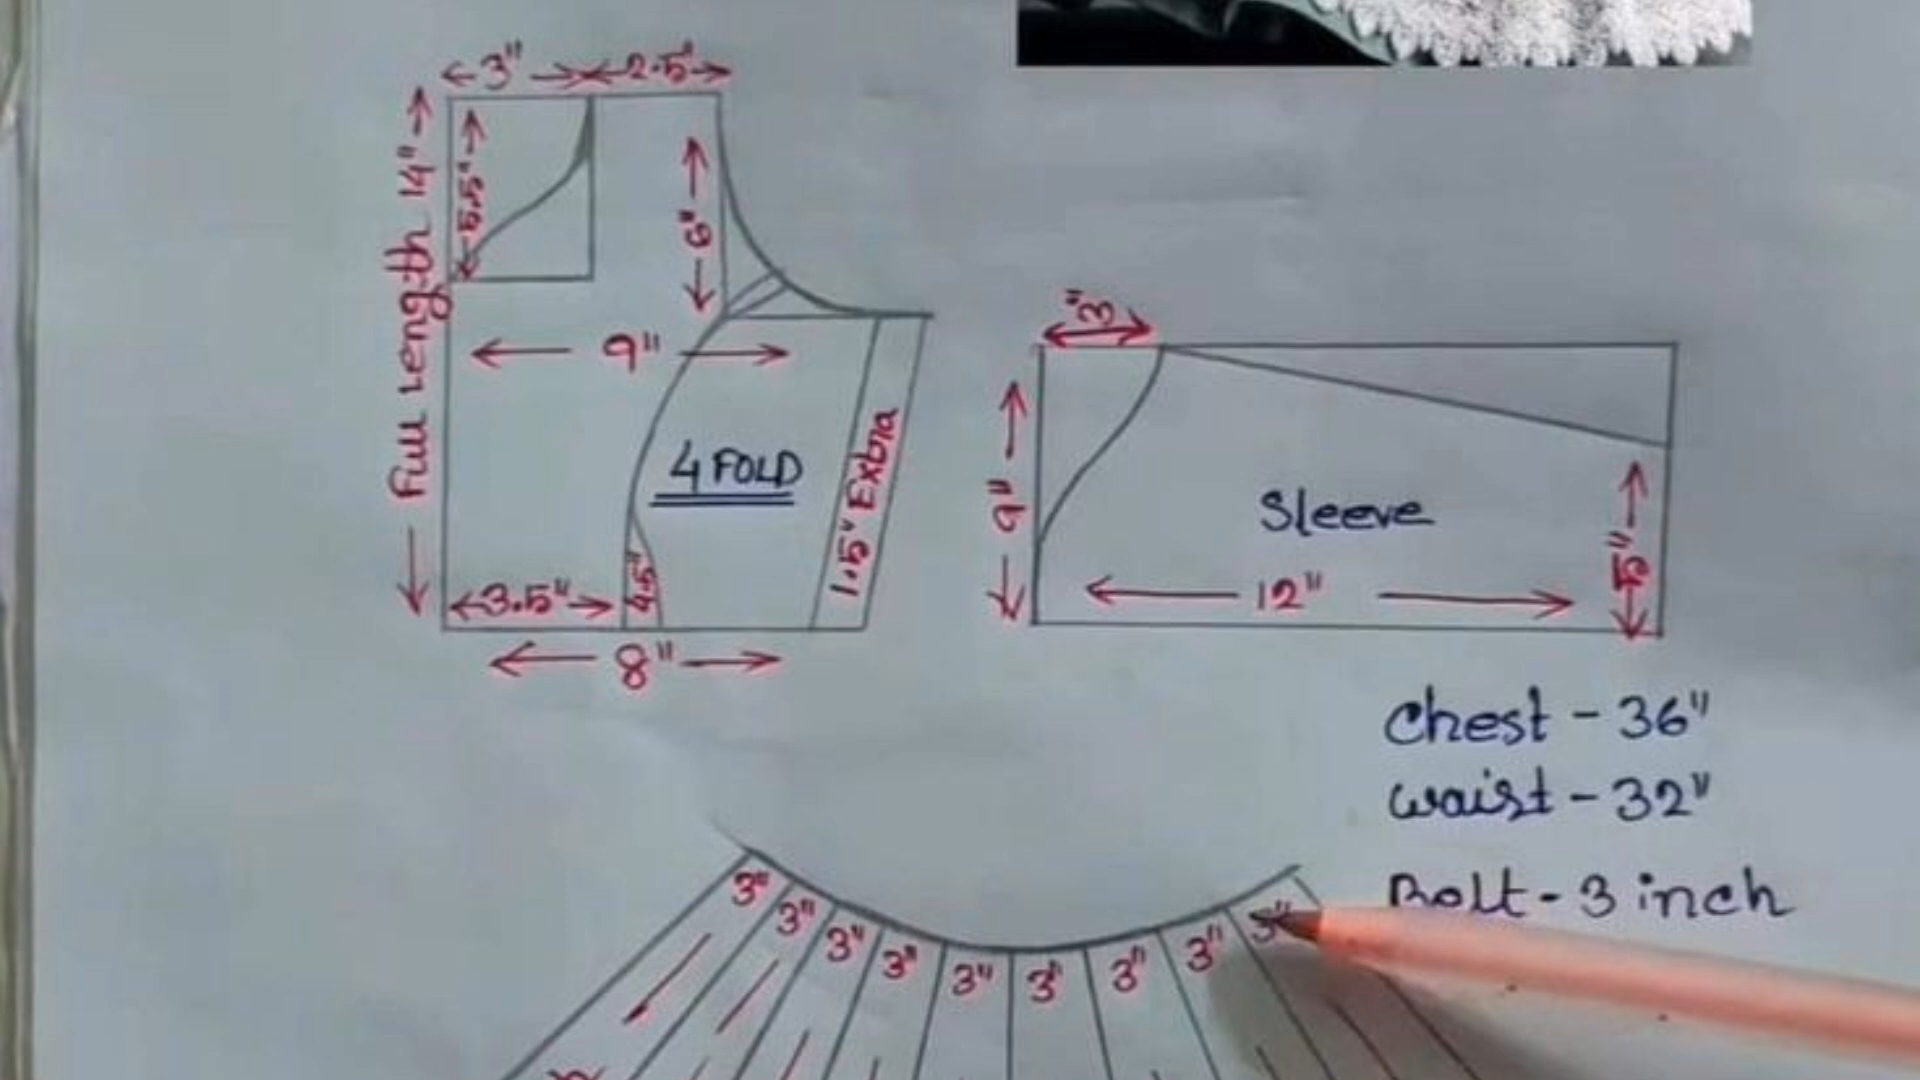 3" 2.5"
Full Length 14"
5.5"
6"
9"
4 FOLD
1.5" Extra
3.5"
4.5"
8"
3"
9"
Sleeve
12"
5"
Chest - 36"
Waist - 32"
Belt - 3 inch
3" 3" 3" 3" 3" 3" 3" 3" 3"